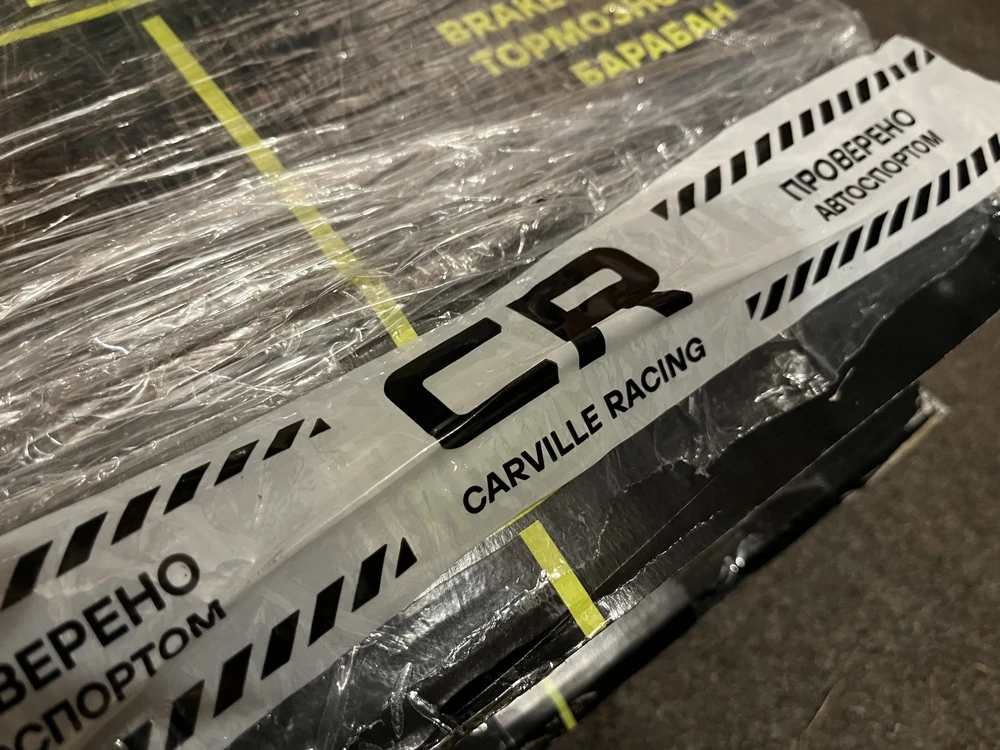 BRAKE
ТОРМОЗНО
БАРАБАН
ПРОВЕРЕНО
АВТОСПОРТОМ
CR
CARVILLE RACING
ВЕРЕНО
СПОРТОМ